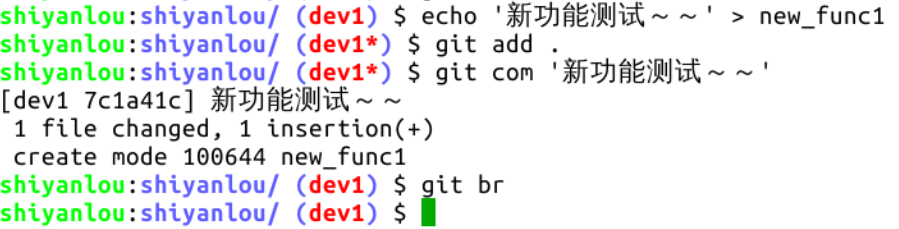 shiyanlou:shiyanlou/ (dev1) $ echo '新功能测试～～' > new_func1
shiyanlou:shiyanlou/ (dev1*) $ git add .
shiyanlou:shiyanlou/ (dev1*) $ git com '新功能测试～～'
[dev1 7c1a41c] 新功能测试～～
 1 file changed, 1 insertion(+)
 create mode 100644 new_func1
shiyanlou:shiyanlou/ (dev1) $ git br
shiyanlou:shiyanlou/ (dev1) $